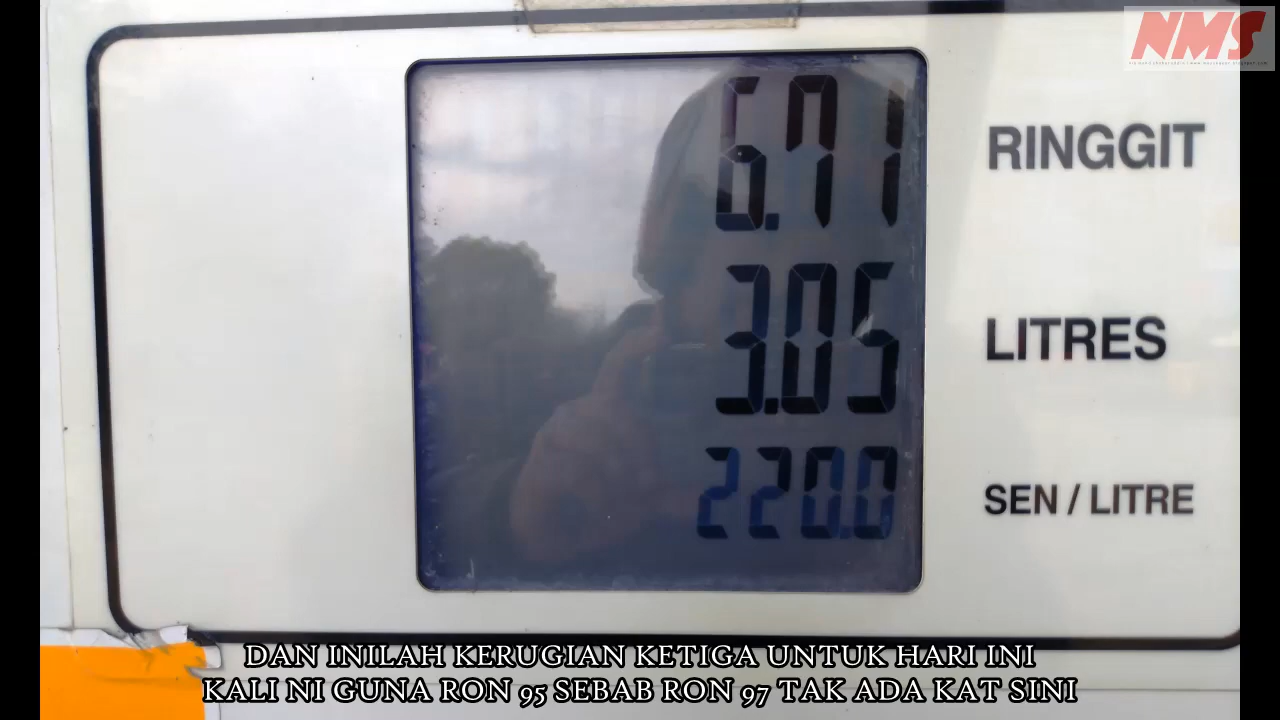 NMS
6.71 RINGGIT
3.05 LITRES
220.0 SEN / LITRE
DAN INILAH KERUGIAN KETIGA UNTUK HARI INI
KALI NI GUNA RON 95 SEBAB RON 97 TAK ADA KAT SINI